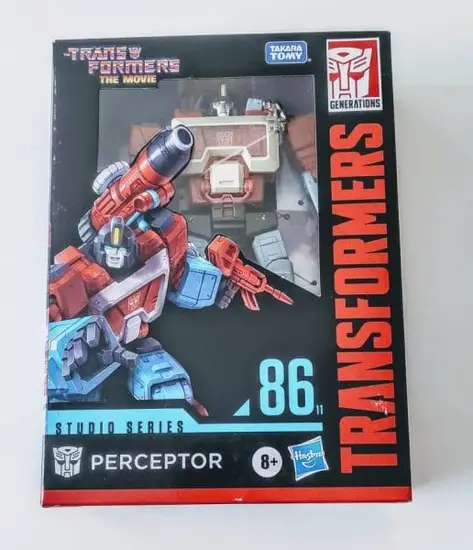 TRANSFORMERS
THE MOVIE
TAKARA
TOMY
GENERATIONS
TRANSFORMERS
86
11
STUDIO SERIES
PERCEPTOR
8+
Hasbro